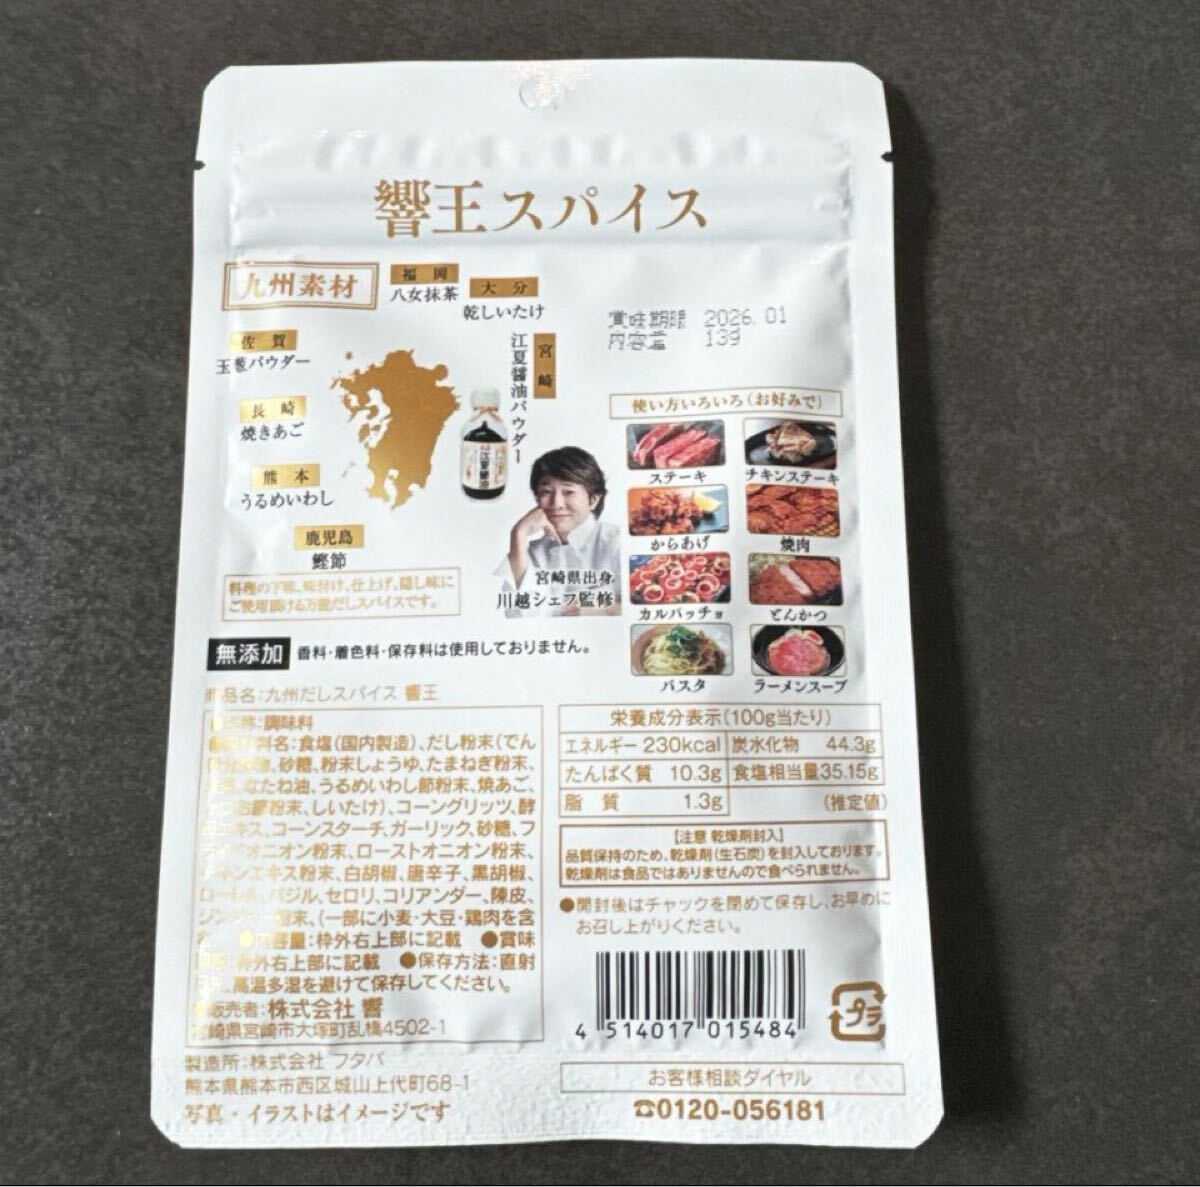 響王スパイス
九州素材
福岡
八女抹茶
大分
乾しいたけ
佐賀
玉葱パウダー
宮崎
江夏醤油パウダー
長崎
焼きあご
熊本
うるめいわし
鹿児島
鰹節
江夏醤油
宮崎県出身
川越シェフ監修
料理の下味、味付け、仕上げ、隠し味に
ご使用頂ける万能だしスパイスです。
賞味期限 2026.01
内容量
使い方いろいろ(お好みで)
ステーキ
チキンステーキ
からあげ
焼肉
カルパッチョ
とんかつ
パスタ
ラーメンスープ
無添加 香料・着色料・保存料は使用しておりません。
商品名:九州だしスパイス 響王
名称:調味料
料名:食塩(国内製造)、だし粉末(でん
、砂糖、粉末しょうゆ、たまねぎ粉末、
なたね油、うるめいわし節粉末、焼あご、
節粉末、しいたけ)、コーングリッツ、酵
エキス、コーンスターチ、ガーリック、砂糖、フ
ライドオニオン粉末、ローストオニオン粉末、
チキンエキス粉末、白胡椒、唐辛子、黒胡椒、
ローレル、バジル、セロリ、コリアンダー、陳皮、
ジンジャー粉末、(一部に小麦・大豆・鶏肉を含
●内容量:枠外右上部に記載 ●賞味
枠外右上部に記載 ●保存方法:直射
、高温多湿を避けて保存してください。
●販売者:株式会社 響
宮崎県宮崎市大塚町乱橋4502-1
製造所:株式会社 フタバ
熊本県熊本市西区城山上代町68-1
写真・イラストはイメージです
栄養成分表示(100g当たり)
エネルギー 230kcal 炭水化物 44.3g
たんぱく質 10.3g 食塩相当量 35.15g
脂質 1.3g (推定値)
【注意 乾燥剤封入】
品質保持のため、乾燥剤(生石灰)を封入しております。
乾燥剤は食品ではありませんので食べられません。
●開封後はチャックを閉めて保存し、お早めに
お召し上がりください。
4 514017 015484
プラ
お客様相談ダイヤル
☎0120-056181